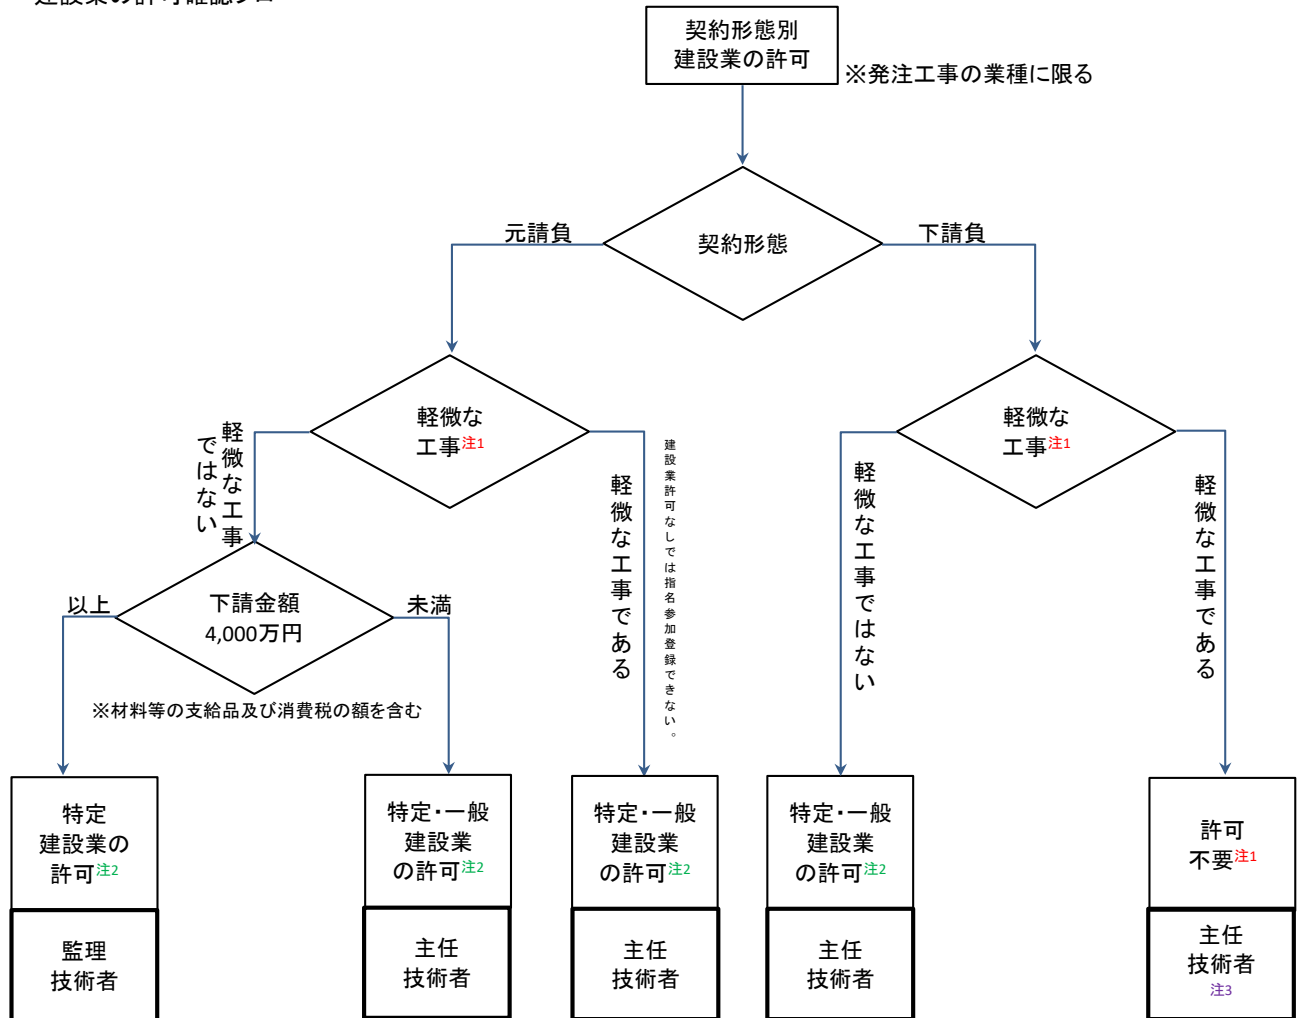 建設業の許可確認フロー
契約形態別
建設業の許可
※発注工事の業種に限る
契約形態
元請負
下請負
軽微な
工事注1
軽微な
工事注1
軽微な工事
ではない
軽微な工事である
建設業許可なしでは指名参加登録できない。
軽微な工事ではない
軽微な工事である
以上
下請金額
4,000万円
未満
※材料等の支給品及び消費税の額を含む
特定
建設業の
許可注2
監理
技術者
特定・一般
建設業
の許可注2
主任
技術者
特定・一般
建設業
の許可注2
主任
技術者
特定・一般
建設業
の許可注2
主任
技術者
許可
不要注1
主任
技術者
注3